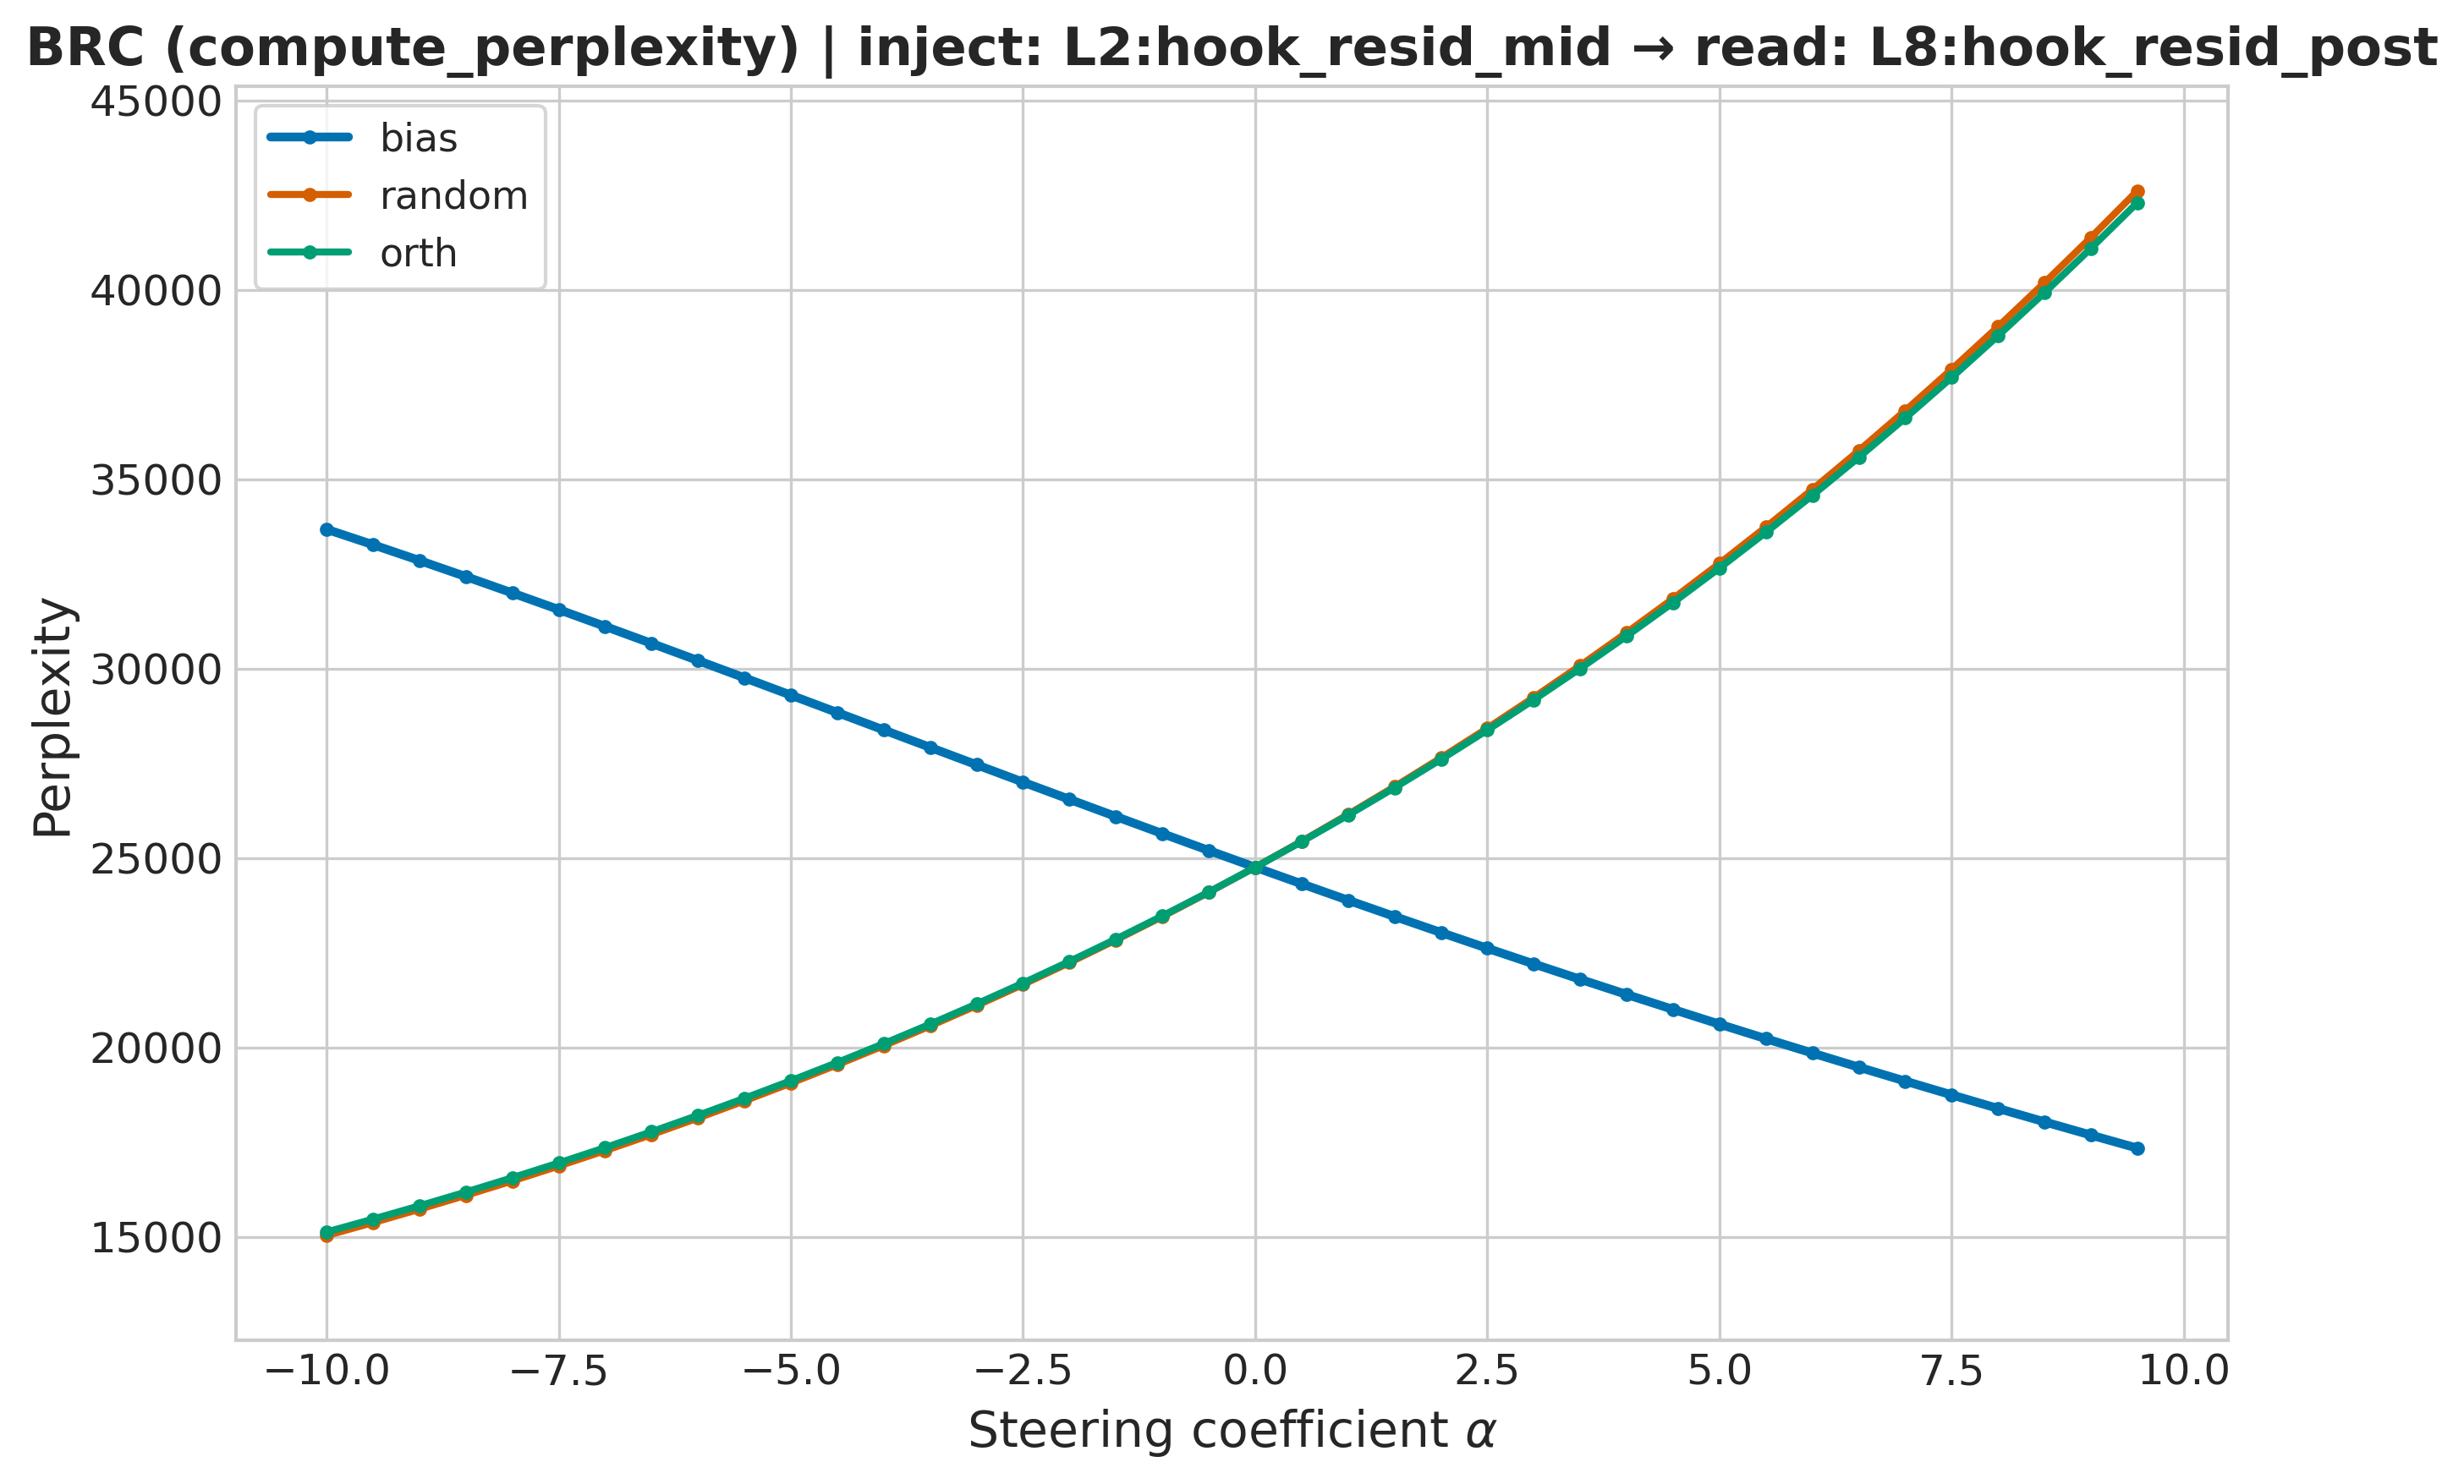 BRC (compute_perplexity) | inject: L2:hook_resid_mid → read: L8:hook_resid_post
45000
40000
35000
30000
25000
20000
15000
Perplexity
bias
random
orth
−10.0 −7.5 −5.0 −2.5 0.0 2.5 5.0 7.5 10.0
Steering coefficient α